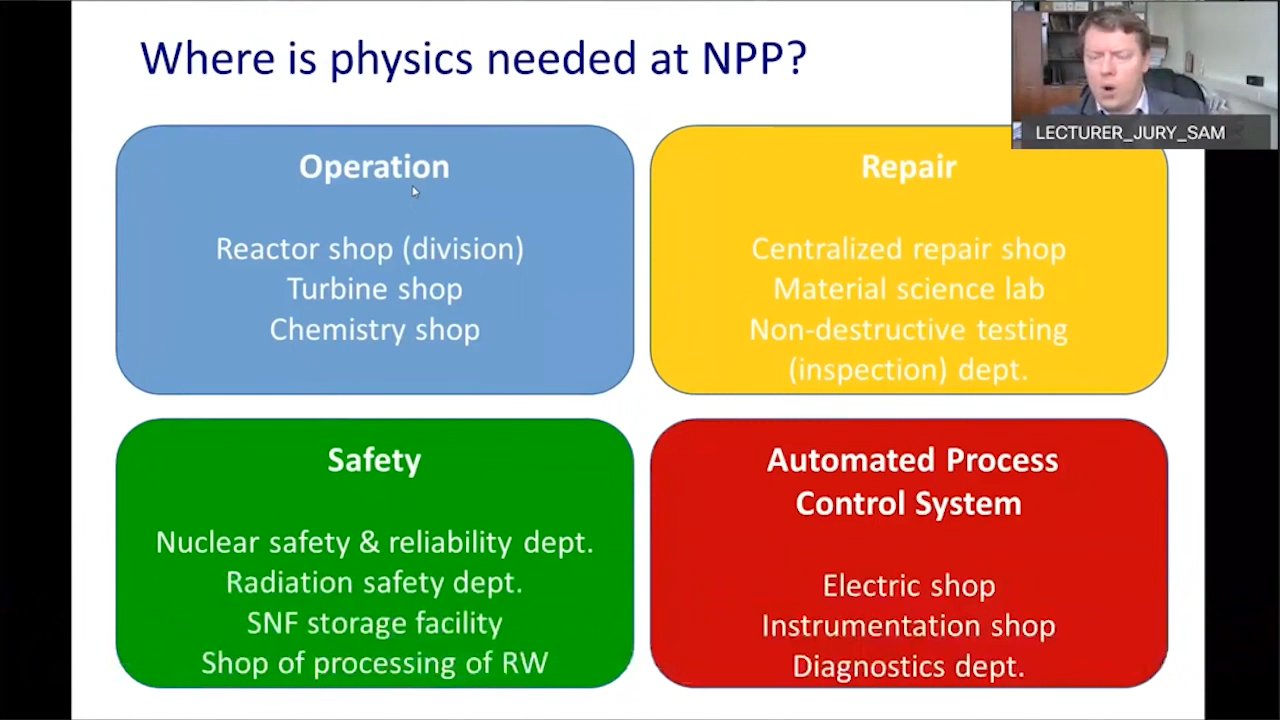 Where is physics needed at NPP?
LECTURER_JURY_SAM
Operation
Reactor shop (division)
Turbine shop
Chemistry shop
Repair
Centralized repair shop
Material science lab
Non-destructive testing
(inspection) dept.
Safety
Nuclear safety & reliability dept.
Radiation safety dept.
SNF storage facility
Shop of processing of RW
Automated Process
Control System
Electric shop
Instrumentation shop
Diagnostics dept.